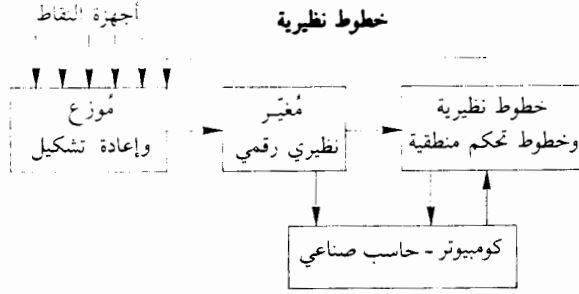 خطوط نظيرية
أجهزة النقاط
خطوط نظيرية
وخطوط تحكم منطقية
مُغيّر
نظيري رقمي
مُوزع
وإعادة تشكيل
كومبيوتر - حاسب صناعي